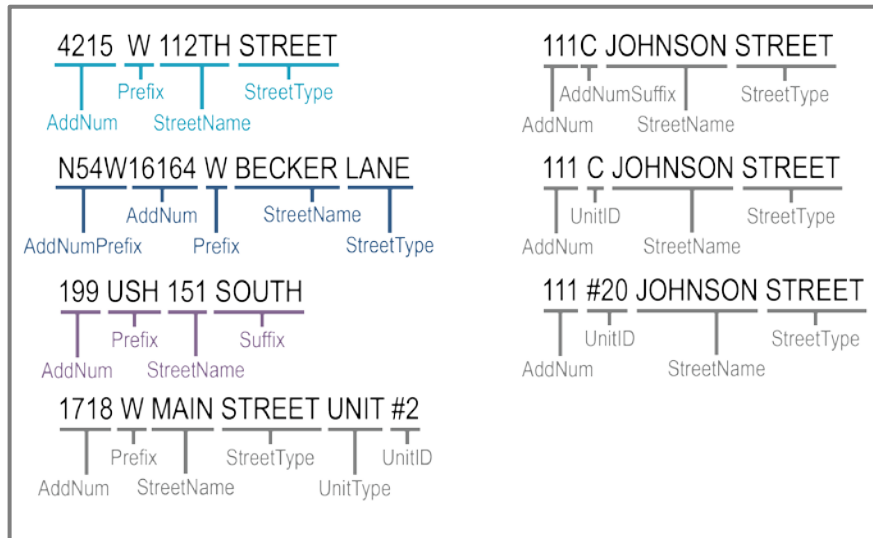 4215 W 112TH STREET
Prefix StreetType
AddNum StreetName
N54W16164 W BECKER LANE
AddNum StreetName
AddNumPrefix Prefix StreetType
199 USH 151 SOUTH
Prefix Suffix
AddNum StreetName
1718 W MAIN STREET UNIT #2
Prefix StreetType UnitID
AddNum StreetName UnitType
111C JOHNSON STREET
AddNumSuffix StreetType
AddNum StreetName
111 C JOHNSON STREET
UnitID StreetType
AddNum StreetName
111 #20 JOHNSON STREET
UnitID StreetType
AddNum StreetName